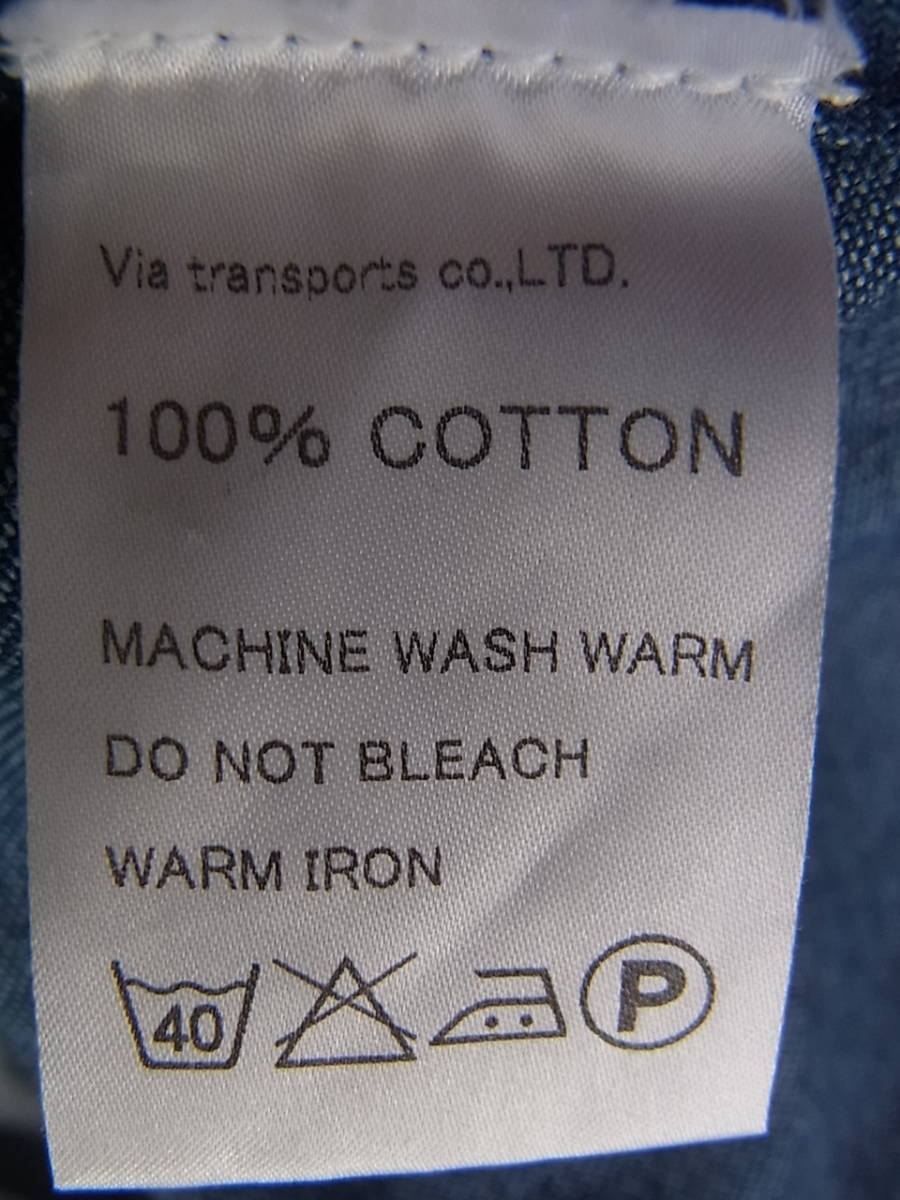 Via transports co.,LTD.
100% COTTON
MACHINE WASH WARM
DO NOT BLEACH
WARM IRON
40 P